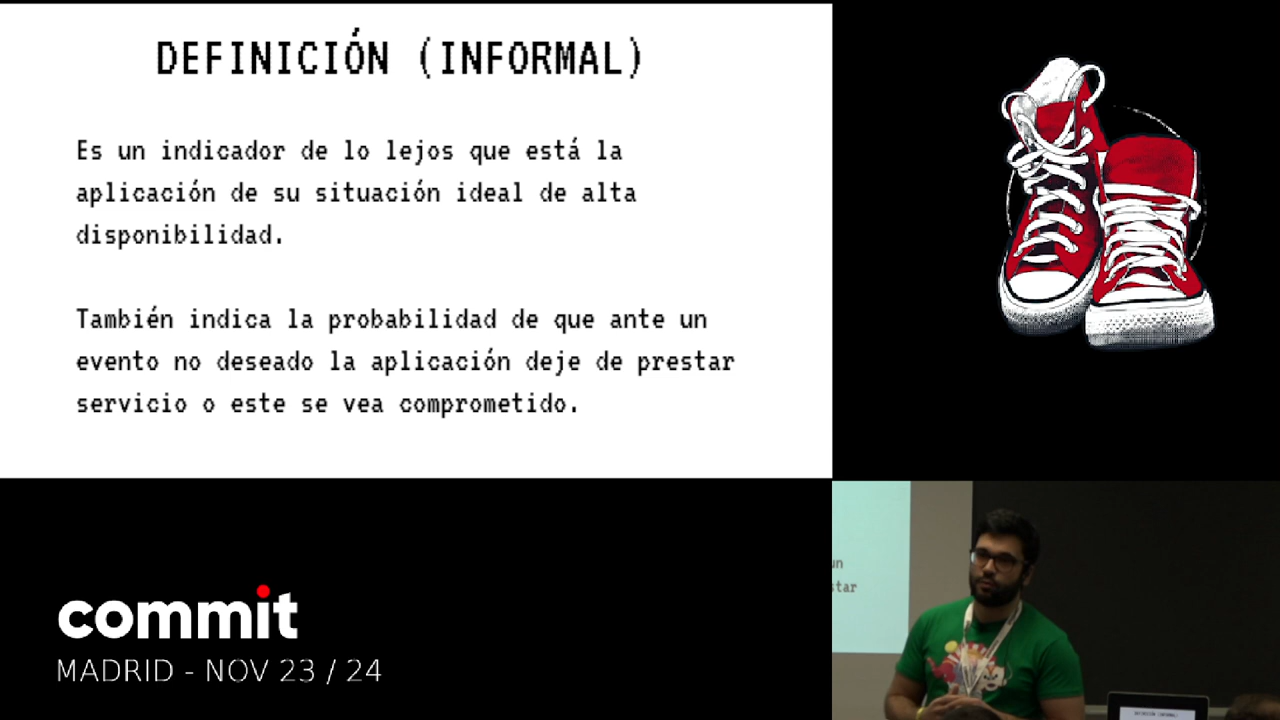 DEFINICIÓN (INFORMAL)
Es un indicador de lo lejos que está la
aplicación de su situación ideal de alta
disponibilidad.
También indica la probabilidad de que ante un
evento no deseado la aplicación deje de prestar
servicio o este se vea comprometido.
commit
MADRID - NOV 23 / 24
un
star